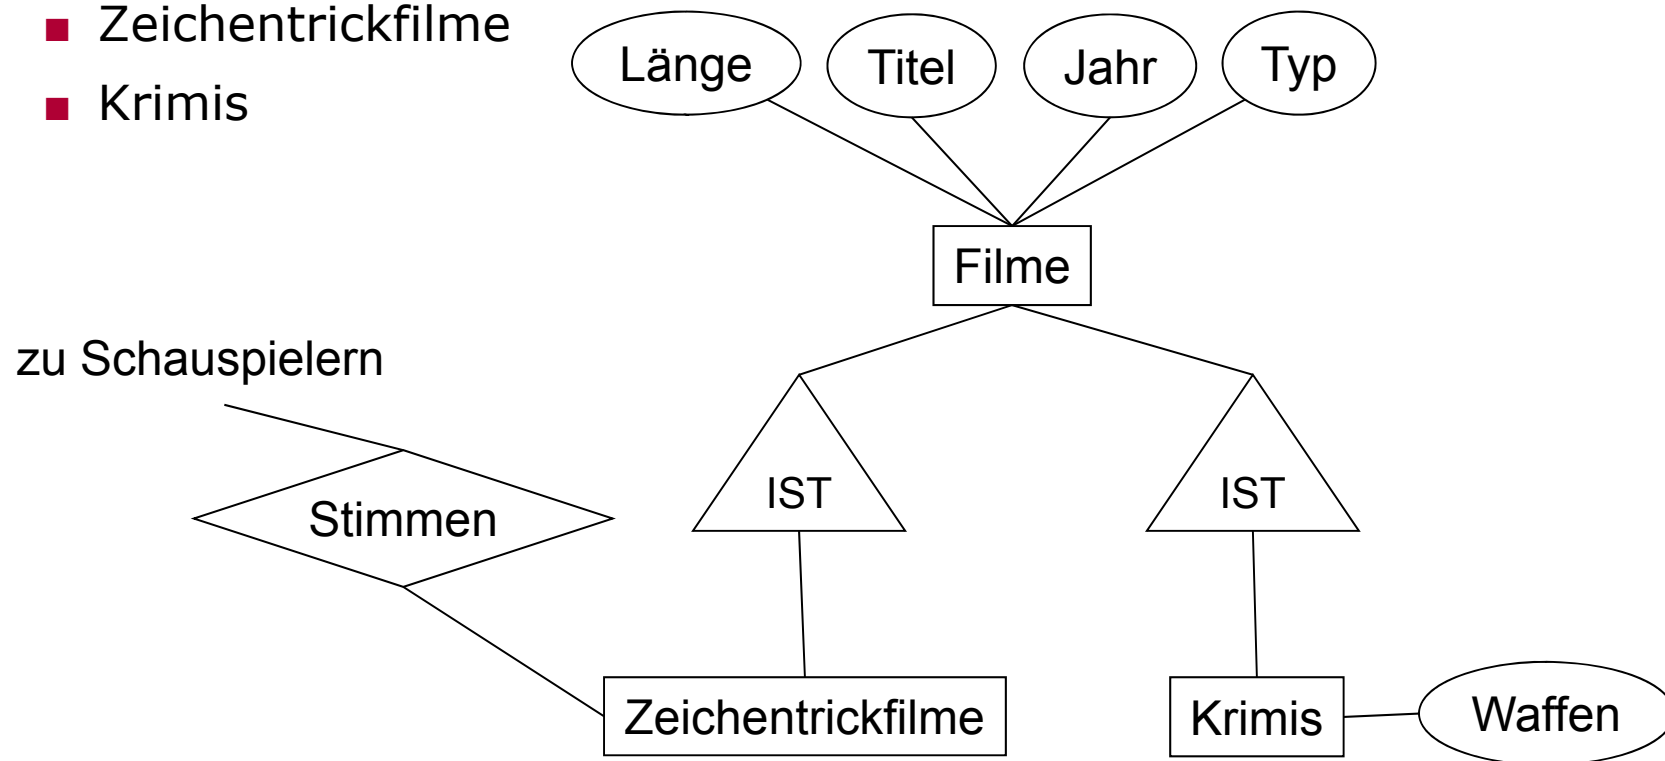 Zeichentrickfilme
Krimis
Länge
Titel
Jahr
Typ
Filme
zu Schauspielern
IST
IST
Stimmen
Zeichentrickfilme
Krimis
Waffen